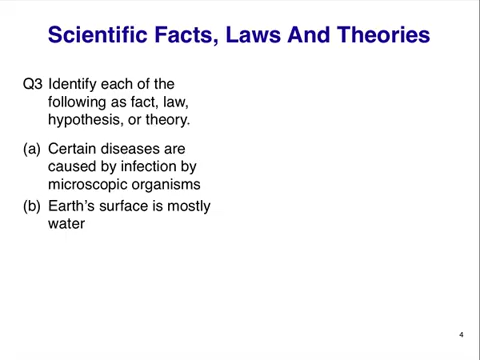 Scientific Facts, Laws And Theories
Q3 Identify each of the
following as fact, law,
hypothesis, or theory.
(a) Certain diseases are
caused by infection by
microscopic organisms
(b) Earth's surface is mostly
water
4